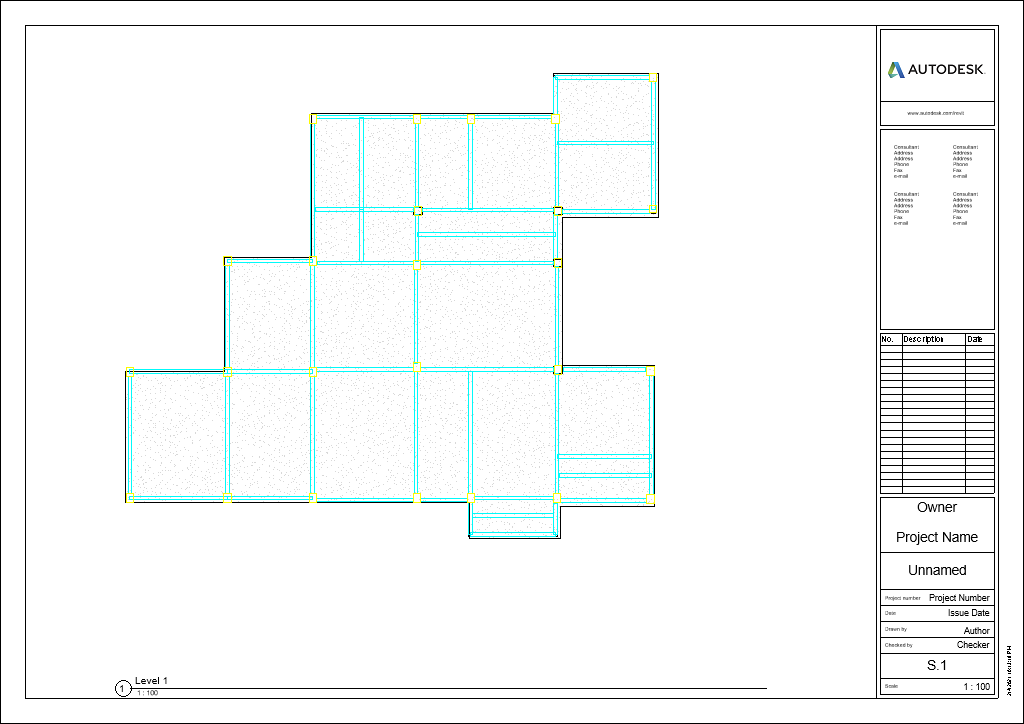 AUTODESK.
www.autodesk.com/revit
Consultant Consultant
Address Address
Address Address
Phone Phone
Fax Fax
e-mail e-mail
Consultant Consultant
Address Address
Address Address
Phone Phone
Fax Fax
e-mail e-mail
No. Description Date
Owner
Project Name
Unnamed
Project number Project Number
Date Issue Date
Drawn by Author
Checked by Checker
S.1
Scale 1 : 100
1 Level 1
1 : 100